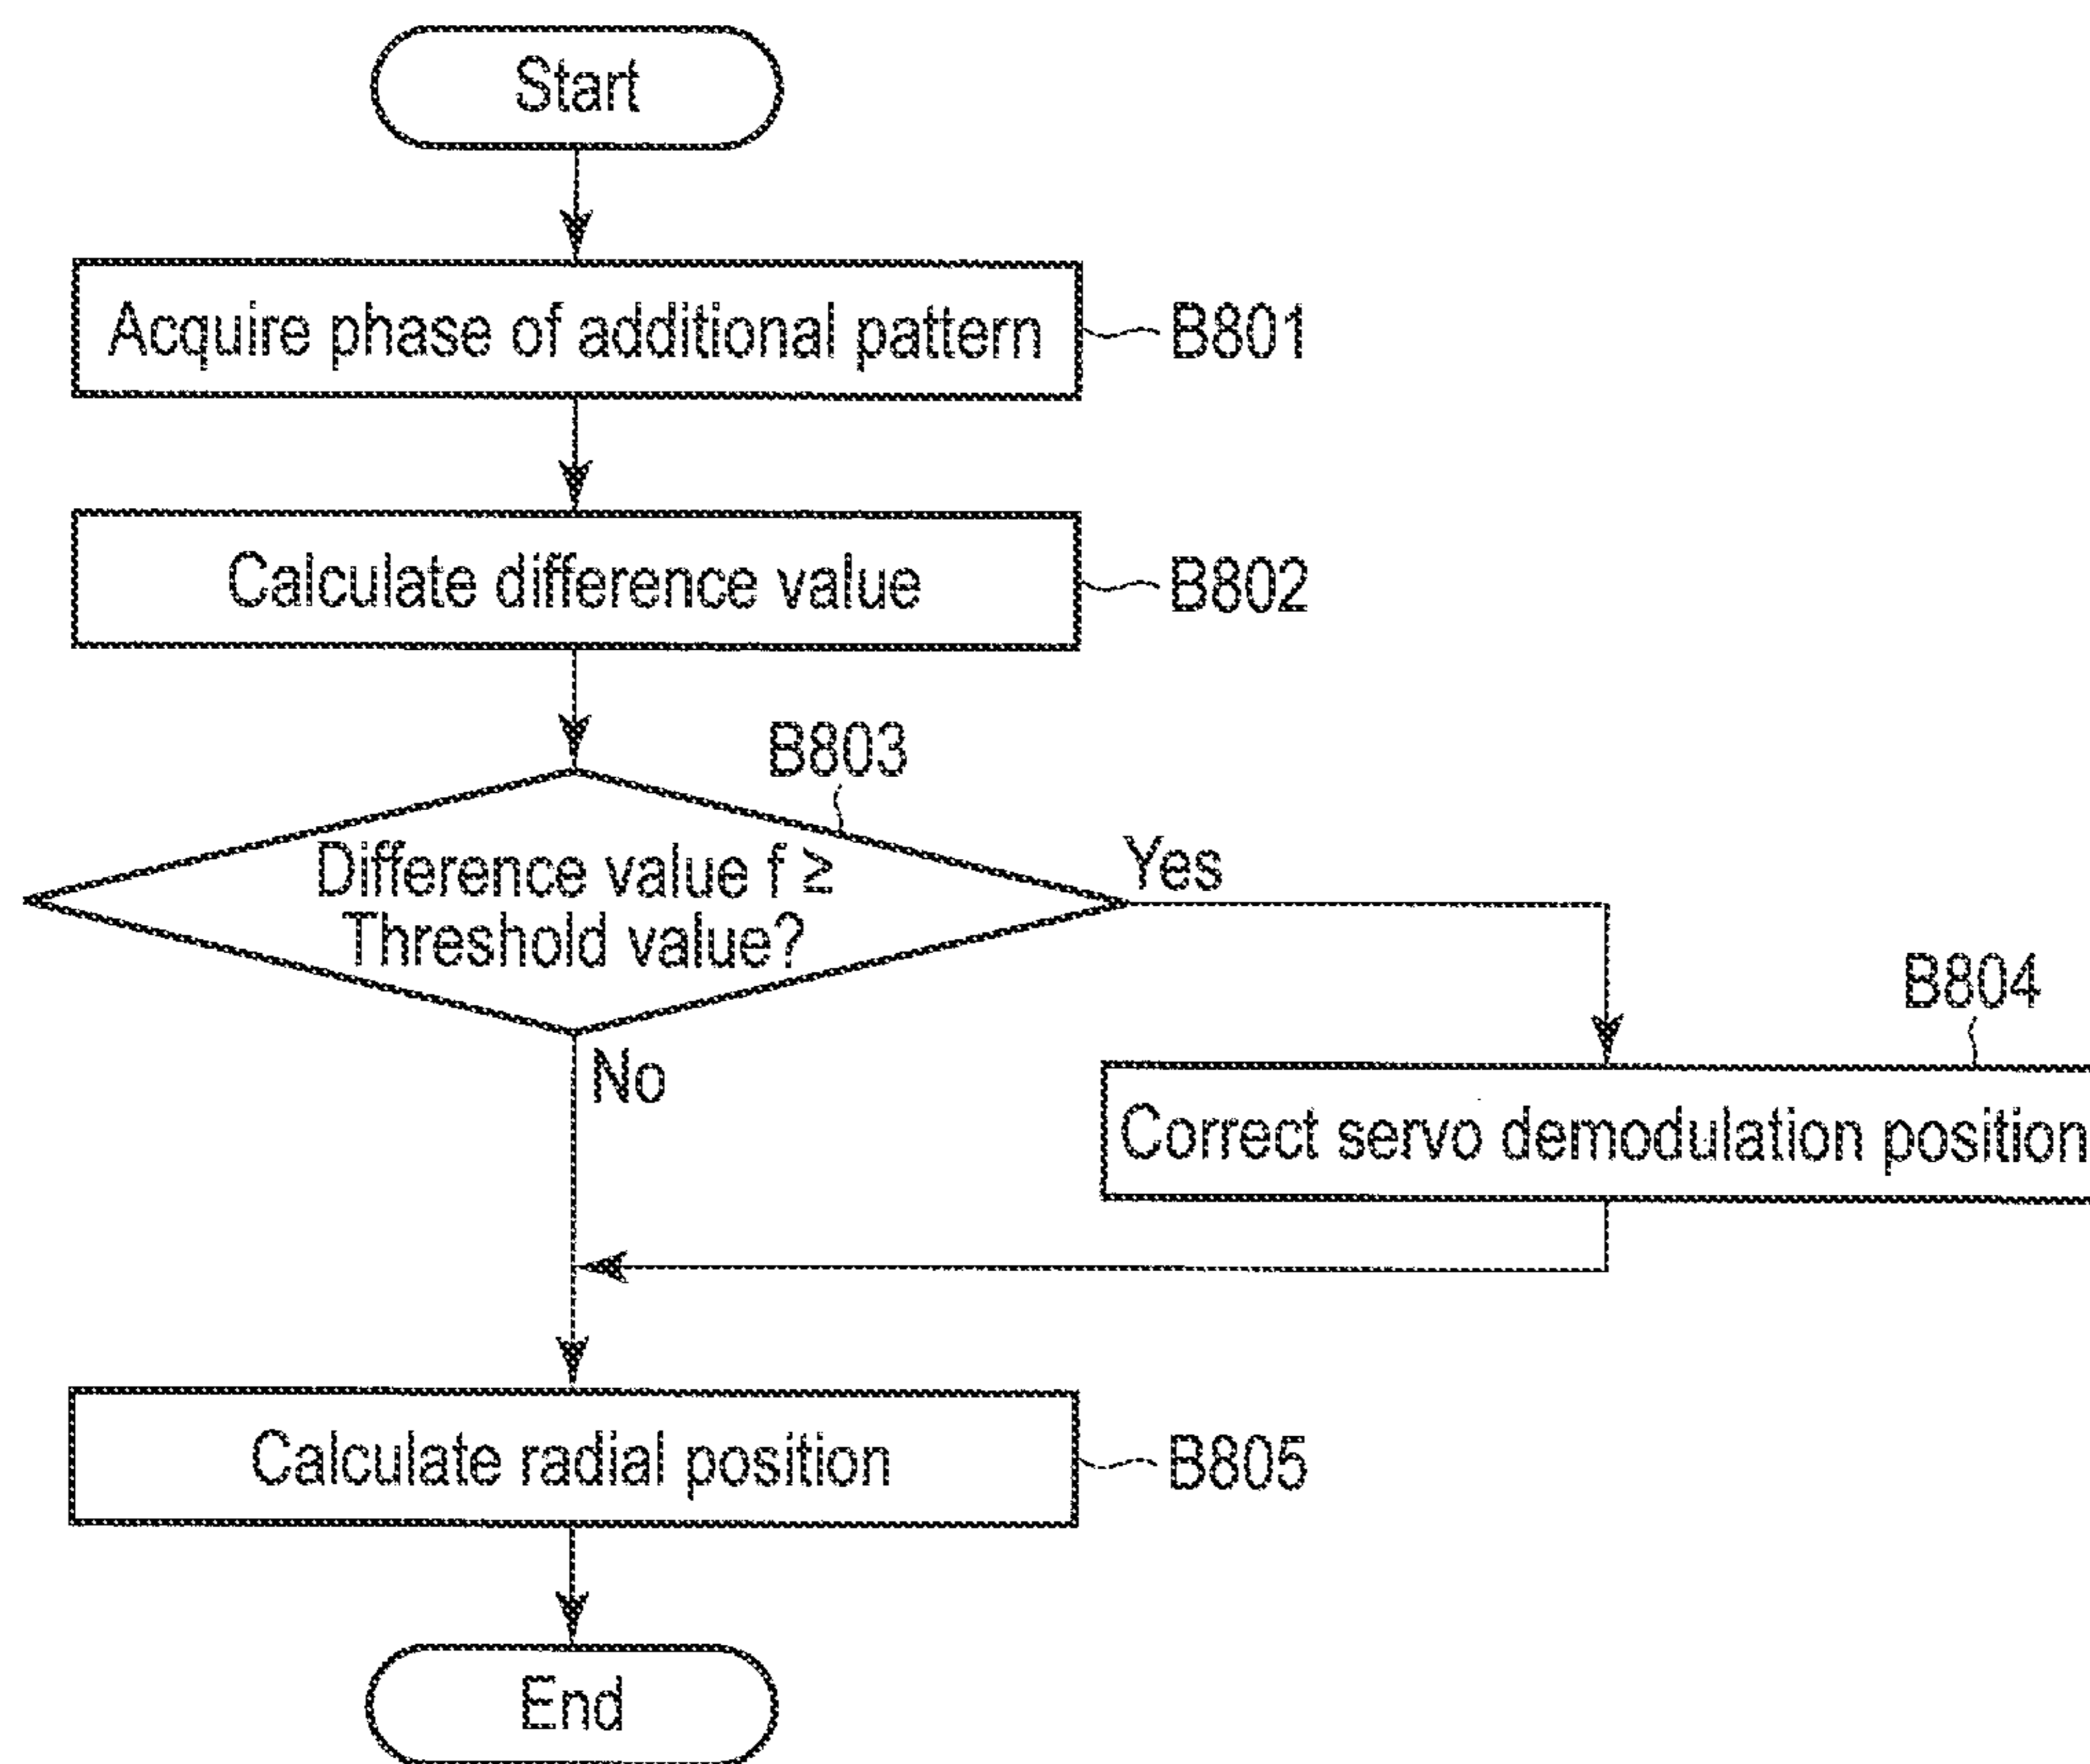 Start
Acquire phase of additional pattern
B801
Calculate difference value
B802
B803
Difference value f ≥
Threshold value?
Yes
No
B804
Correct servo demodulation position
Calculate radial position
B805
End